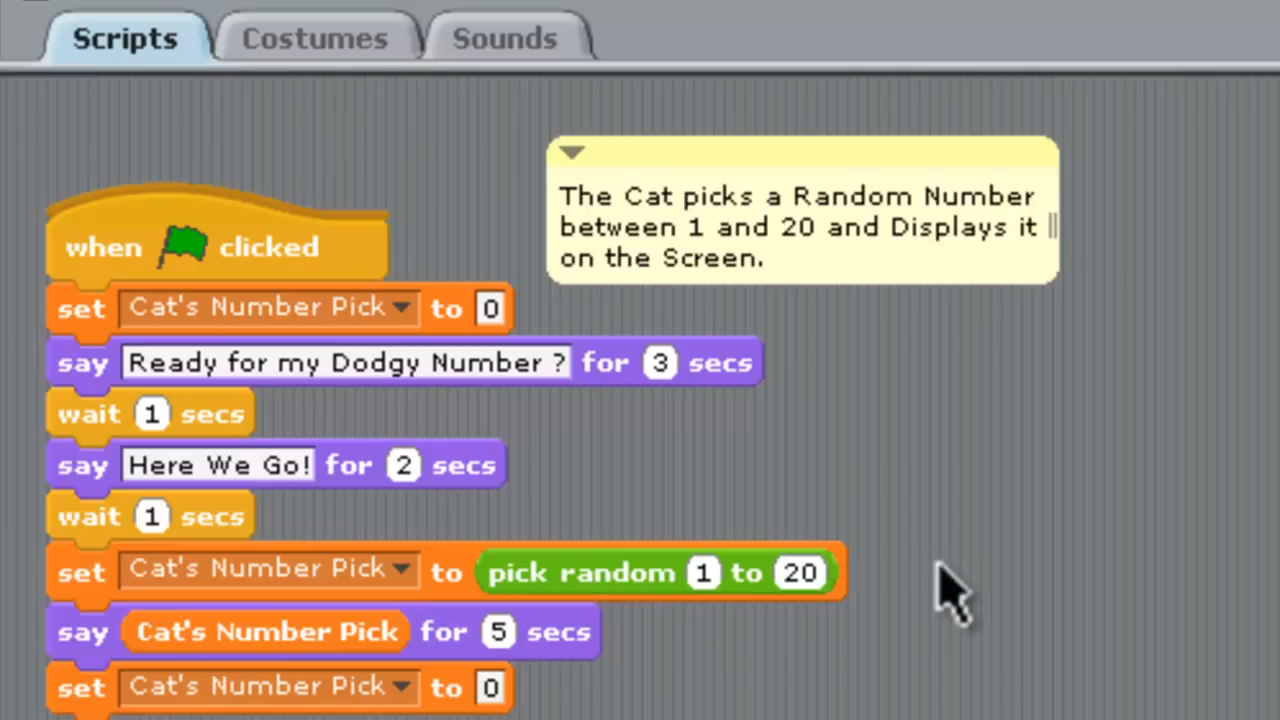 Scripts Costumes Sounds
The Cat picks a Random Number
between 1 and 20 and Displays it
on the Screen.
when clicked
set Cat's Number Pick to 0
say Ready for my Dodgy Number ? for 3 secs
wait 1 secs
say Here We Go! for 2 secs
wait 1 secs
set Cat's Number Pick to pick random 1 to 20
say Cat's Number Pick for 5 secs
set Cat's Number Pick to 0